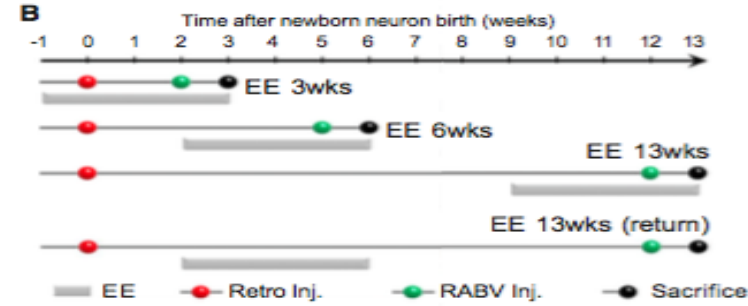 B
Time after newborn neuron birth (weeks)
-1 0 1 2 3 4 5 6 7 8 9 10 11 12 13
EE 3wks
EE 6wks
EE 13wks
EE 13wks (return)
EE Retro Inj. RABV Inj. Sacrifice